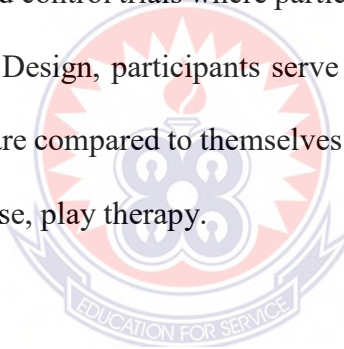 d control trials where partic
Design, participants serve
are compared to themselves
se, play therapy.
EDUCATION FOR SERVICE